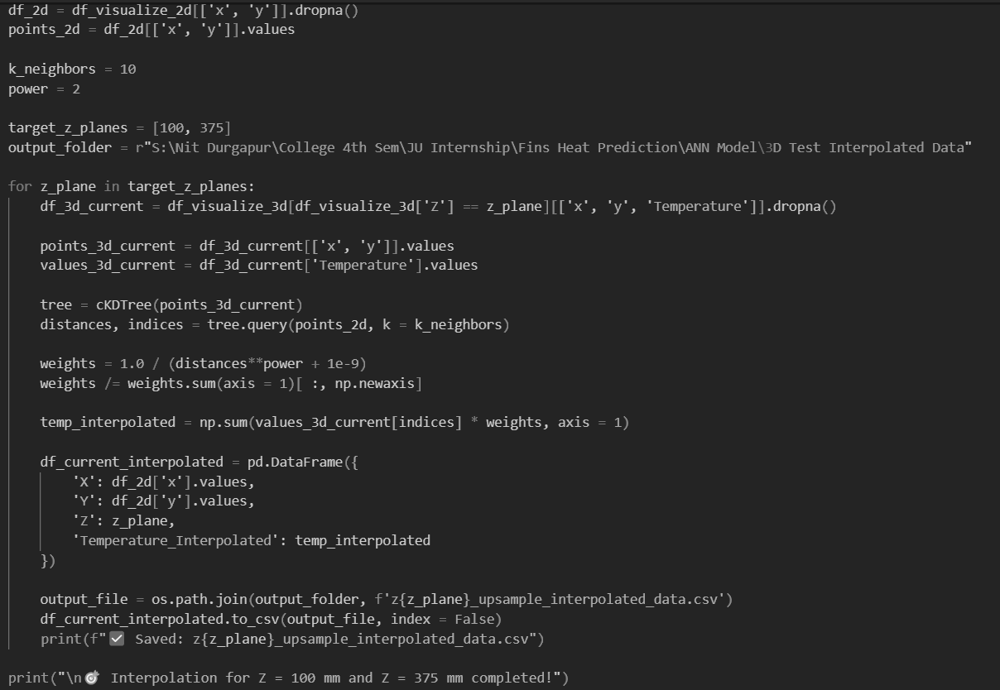 df_2d = df_visualize_2d[['x', 'y']].dropna()
points_2d = df_2d[['x', 'y']].values

k_neighbors = 10
power = 2

target_z_planes = [100, 375]
output_folder = r"S:\Nit Durgapur\College 4th Sem\JU Internship\Fins Heat Prediction\ANN Model\3D Test Interpolated Data"

for z_plane in target_z_planes:
    df_3d_current = df_visualize_3d[df_visualize_3d['Z'] == z_plane][['x', 'y', 'Temperature']].dropna()

    points_3d_current = df_3d_current[['x', 'y']].values
    values_3d_current = df_3d_current['Temperature'].values

    tree = cKDTree(points_3d_current)
    distances, indices = tree.query(points_2d, k = k_neighbors)

    weights = 1.0 / (distances**power + 1e-9)
    weights /= weights.sum(axis = 1)[ :, np.newaxis]

    temp_interpolated = np.sum(values_3d_current[indices] * weights, axis = 1)

    df_current_interpolated = pd.DataFrame({
        'X': df_2d['x'].values,
        'Y': df_2d['y'].values,
        'Z': z_plane,
        'Temperature_Interpolated': temp_interpolated
    })

    output_file = os.path.join(output_folder, f'z{z_plane}_upsample_interpolated_data.csv')
    df_current_interpolated.to_csv(output_file, index = False)
    print(f"✅ Saved: z{z_plane}_upsample_interpolated_data.csv")

print("\n🎯 Interpolation for Z = 100 mm and Z = 375 mm completed!")